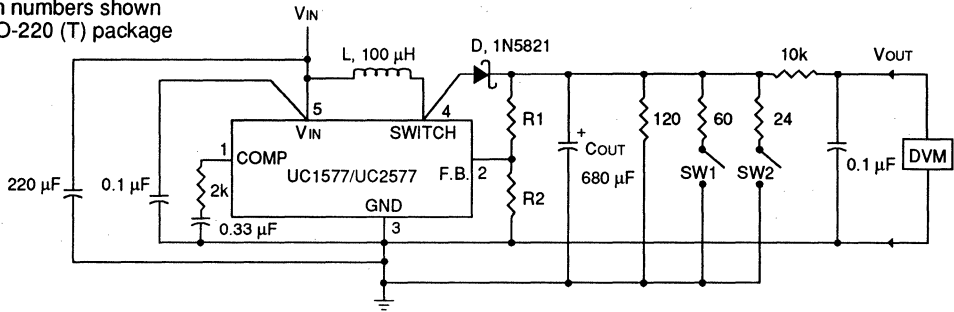 n numbers shown
O-220 (T) package
VIN
L, 100 µH
D, 1N5821
10k
VOUT
5
4
VIN
SWITCH
R1
120
60
24
1
COMP
+
COUT
DVM
UC1577/UC2577
F.B.
2
SW1
SW2
0.1 µF
220 µF
0.1 µF
2k
680 µF
R2
GND
0.33 µF
3